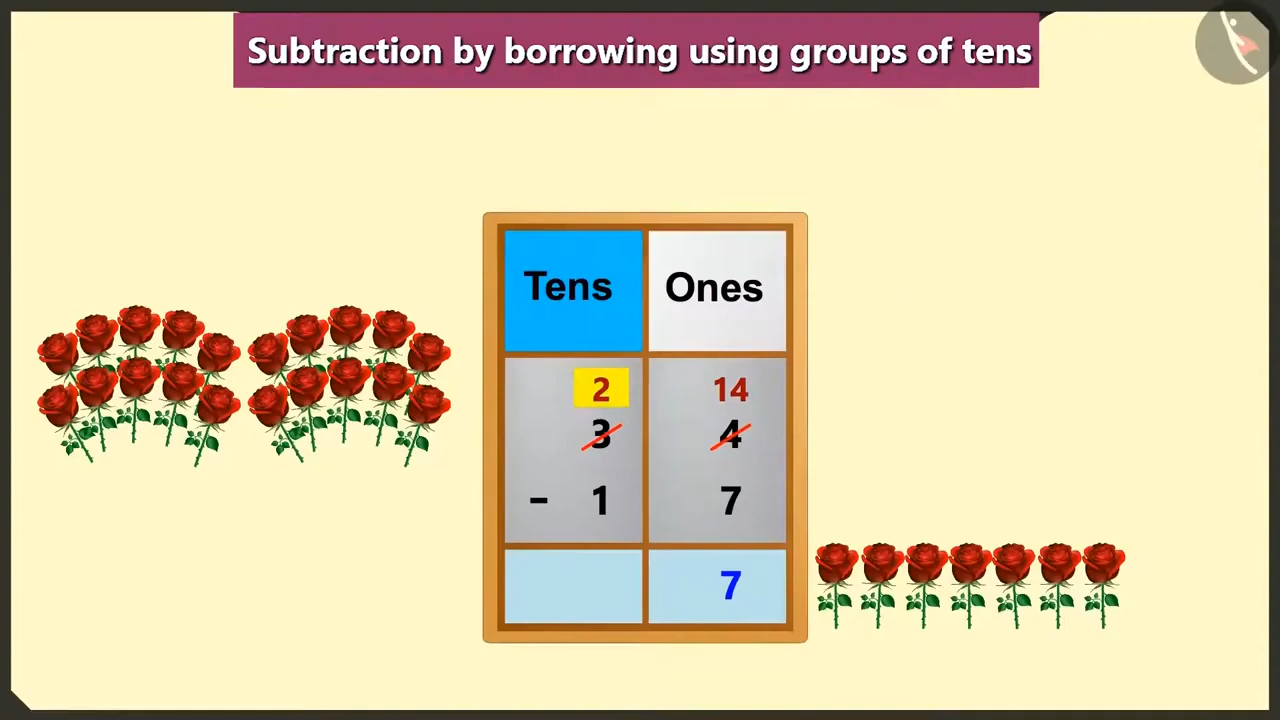 Subtraction by borrowing using groups of tens
Tens Ones
2 14
3 4
- 1 7
7